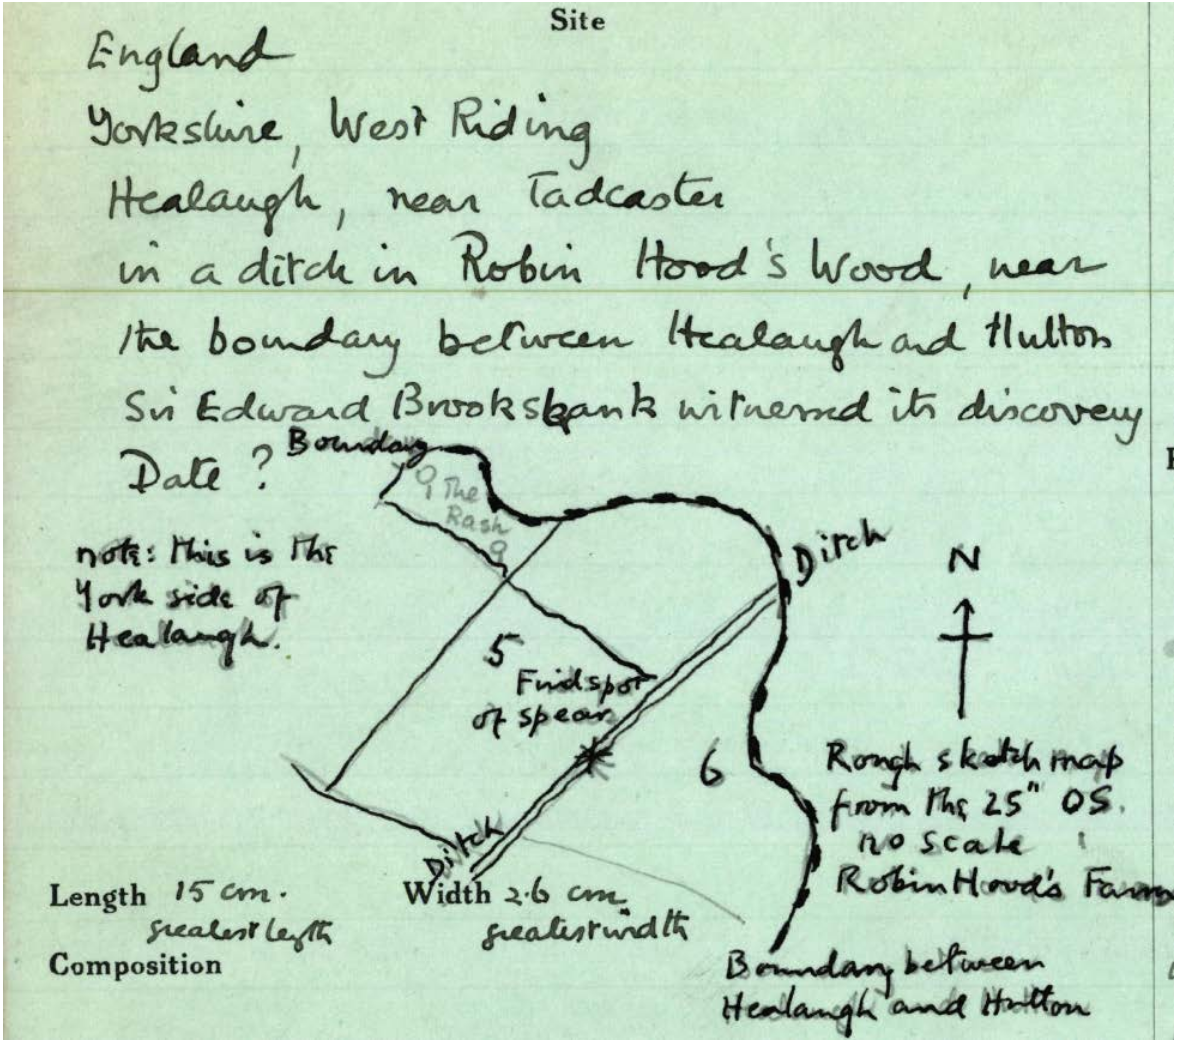 Site
England
Yorkshire, West Riding
Healaugh, near Tadcaster
in a ditch in Robin Hood's Wood, near
the boundary between Healaugh and Hutton
Sir Edward Brooksbank witnessed its discovery
Date ?
Boundary
The
Rash
note: this is the
York side of
Healaugh.
Ditch
N
5
Findspot
of spear
6
Rough sketch map
from the 25" OS.
no scale
Robin Hood's Farm
Ditch
Length 15 cm.
greatest length
Width 2.6 cm
greatest width
Composition
Boundary between
Healaugh and Hutton